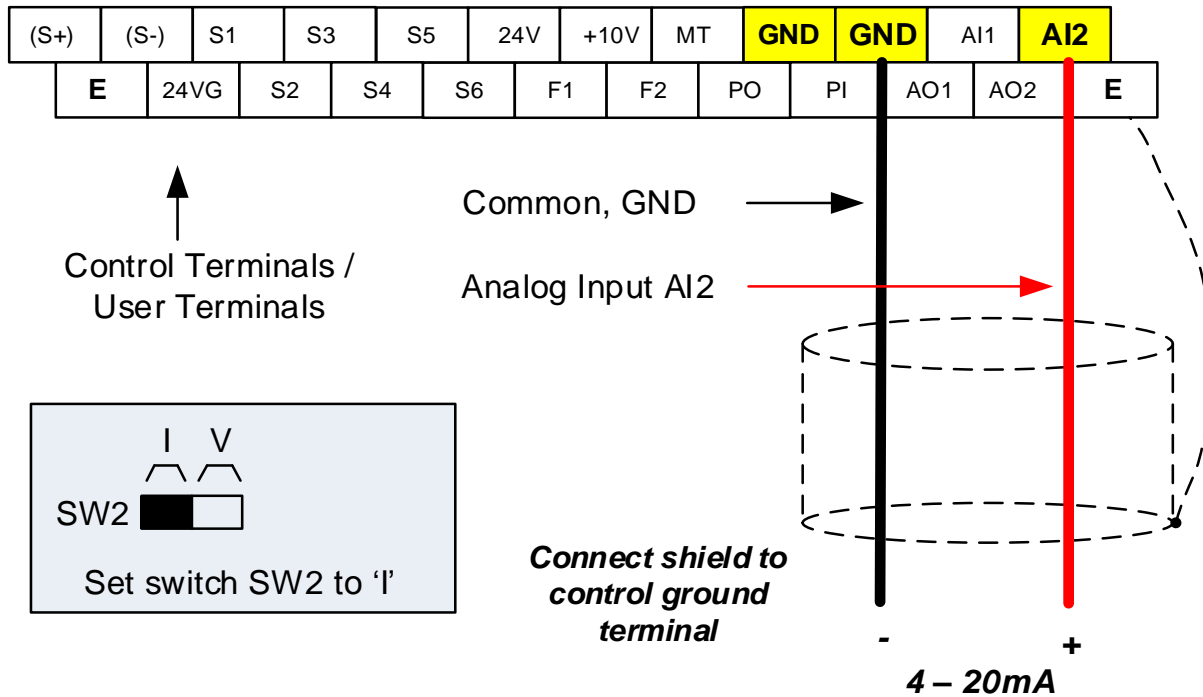 (S+) (S-) S1 S3 S5 24V +10V MT GND GND AI1 AI2
E 24VG S2 S4 S6 F1 F2 PO PI AO1 AO2 E
Common, GND
Control Terminals /
User Terminals
Analog Input AI2
I V
SW2
Set switch SW2 to ‘I’
Connect shield to
control ground
terminal
- +
4 – 20mA